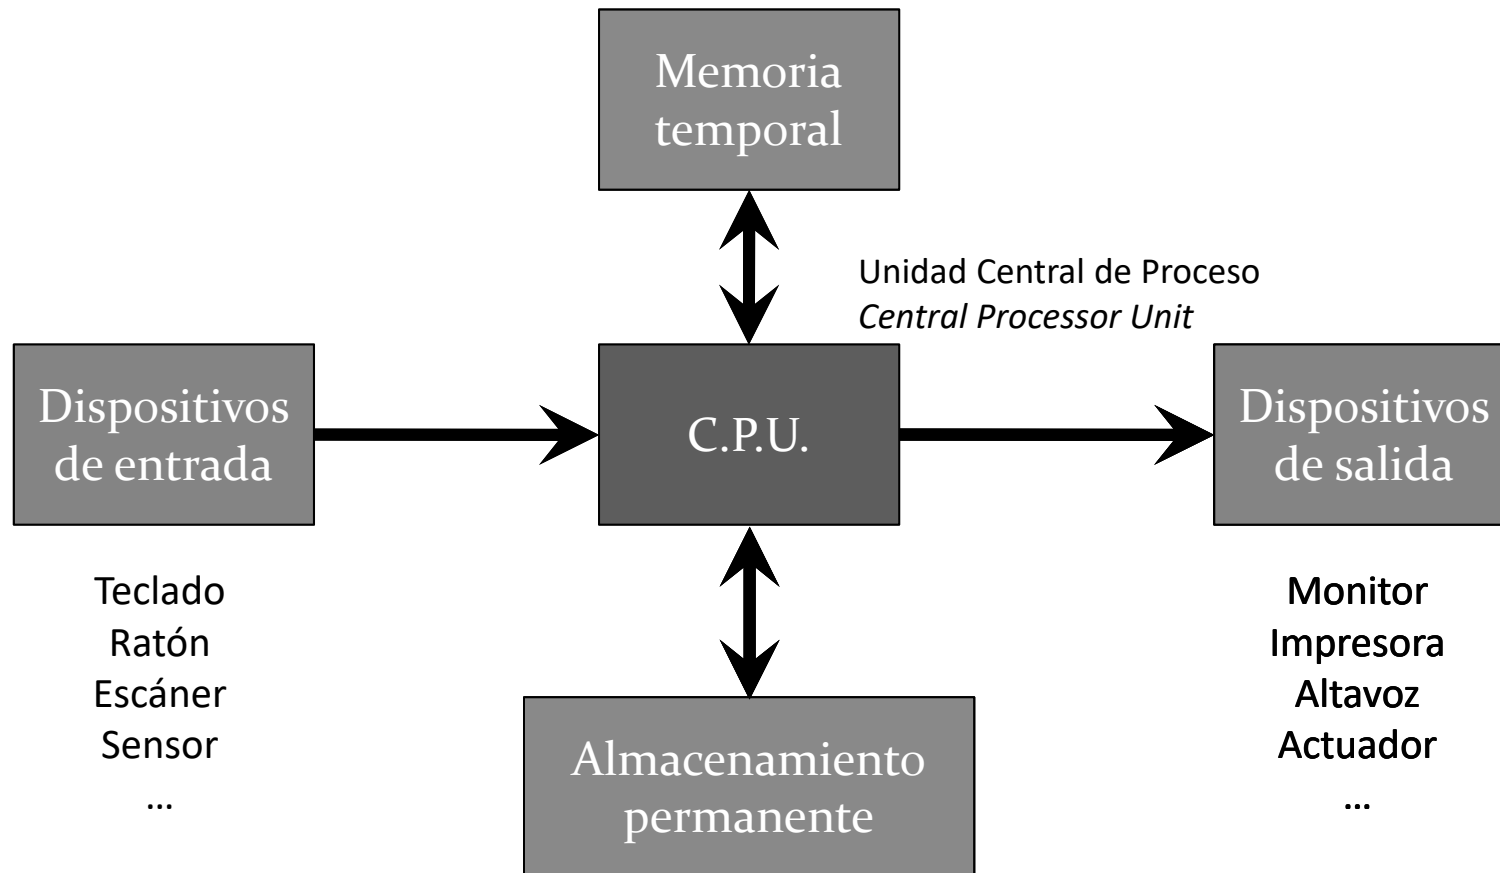 Memoria
temporal
Unidad Central de Proceso
Central Processor Unit
Dispositivos
de entrada
C.P.U.
Dispositivos
de salida
Teclado
Ratón
Escáner
Sensor
...
Monitor
Impresora
Altavoz
Actuador
...
Almacenamiento
permanente